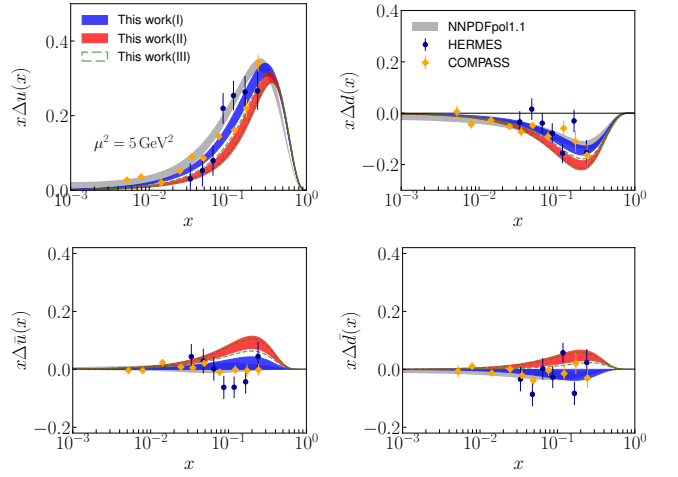 0.4
0.2
0.0
xΔu(x)
This work(I)
This work(II)
This work(III)
μ² = 5 GeV²
10⁻³ 10⁻² 10⁻¹ 10⁰
x
0.2
0.0
−0.2
xΔd(x)
NNPDFpol1.1
HERMES
COMPASS
10⁻³ 10⁻² 10⁻¹ 10⁰
x
0.4
0.2
0.0
−0.2
xΔū(x)
10⁻³ 10⁻² 10⁻¹ 10⁰
x
0.4
0.2
0.0
−0.2
xΔd̄(x)
10⁻³ 10⁻² 10⁻¹ 10⁰
x